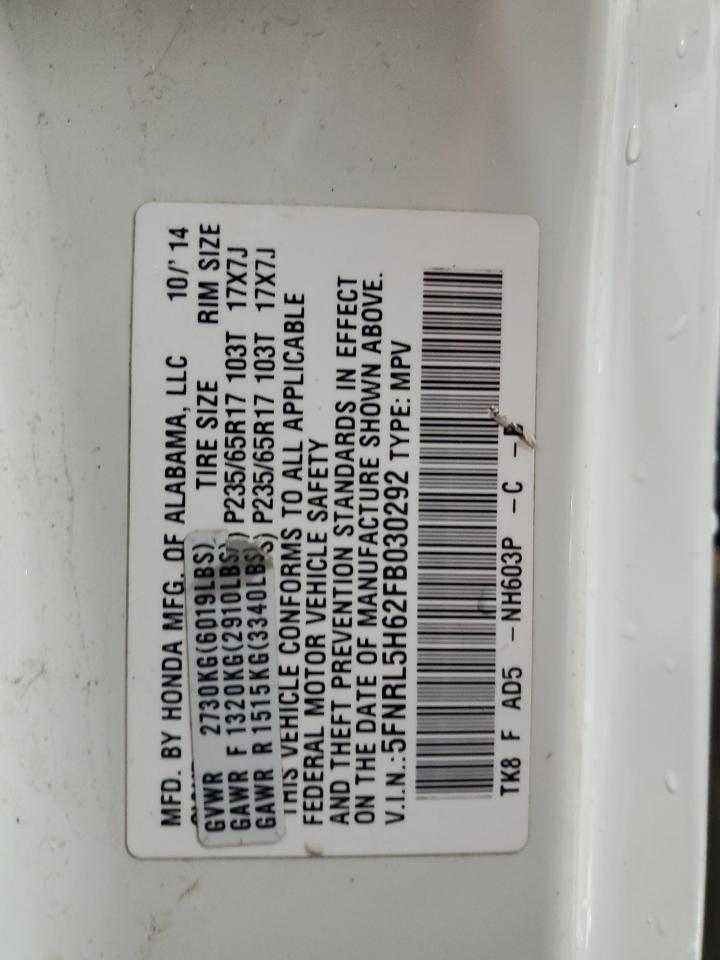 MFD. BY HONDA MFG. OF ALABAMA, LLC 10/'14
TIRE SIZE RIM SIZE
GVWR 2730KG(6019LBS)
GAWR F 1320KG(2910LBS) P235/65R17 103T 17X7J
GAWR R 1515KG(3340LBS) P235/65R17 103T 17X7J
THIS VEHICLE CONFORMS TO ALL APPLICABLE
FEDERAL MOTOR VEHICLE SAFETY
AND THEFT PREVENTION STANDARDS IN EFFECT
ON THE DATE OF MANUFACTURE SHOWN ABOVE.
V.I.N.:5FNRL5H62FB030292 TYPE: MPV
TK8 F AD5 -NH603P -C -